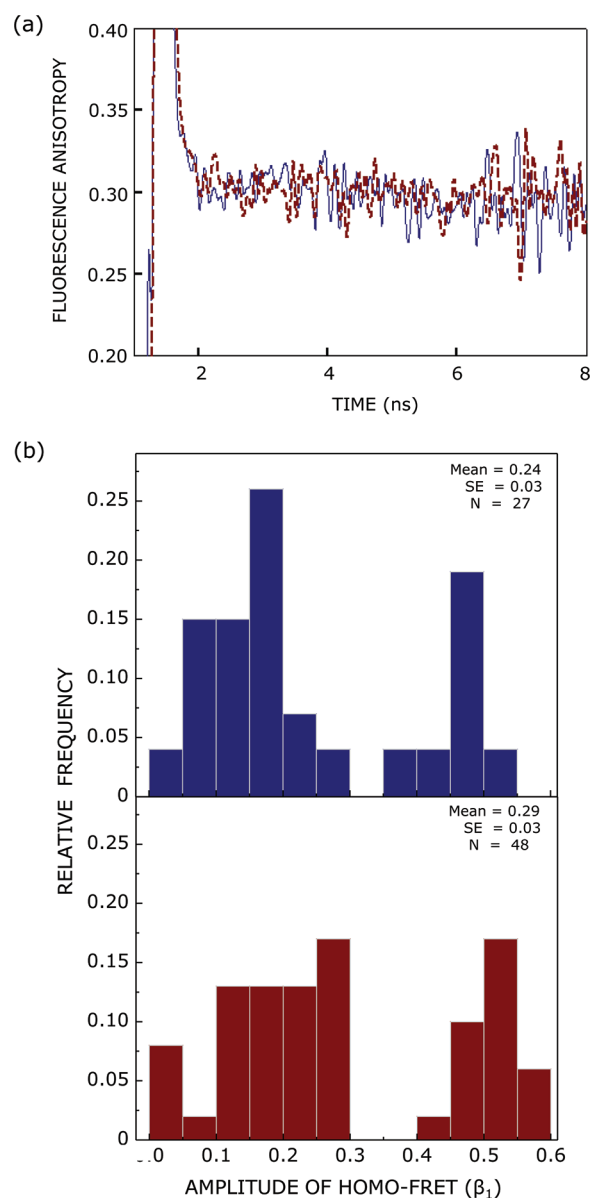 (a)
FLUORESCENCE ANISOTROPY
0.40
0.35
0.30
0.25
0.20
2 4 6 8
TIME (ns)
(b)
RELATIVE FREQUENCY
Mean = 0.24
SE = 0.03
N = 27
0.25
0.20
0.15
0.10
0.05
0
Mean = 0.29
SE = 0.03
N = 48
0.25
0.20
0.15
0.10
0.05
0
.0 0.1 0.2 0.3 0.4 0.5 0.6
AMPLITUDE OF HOMO-FRET (β₁)